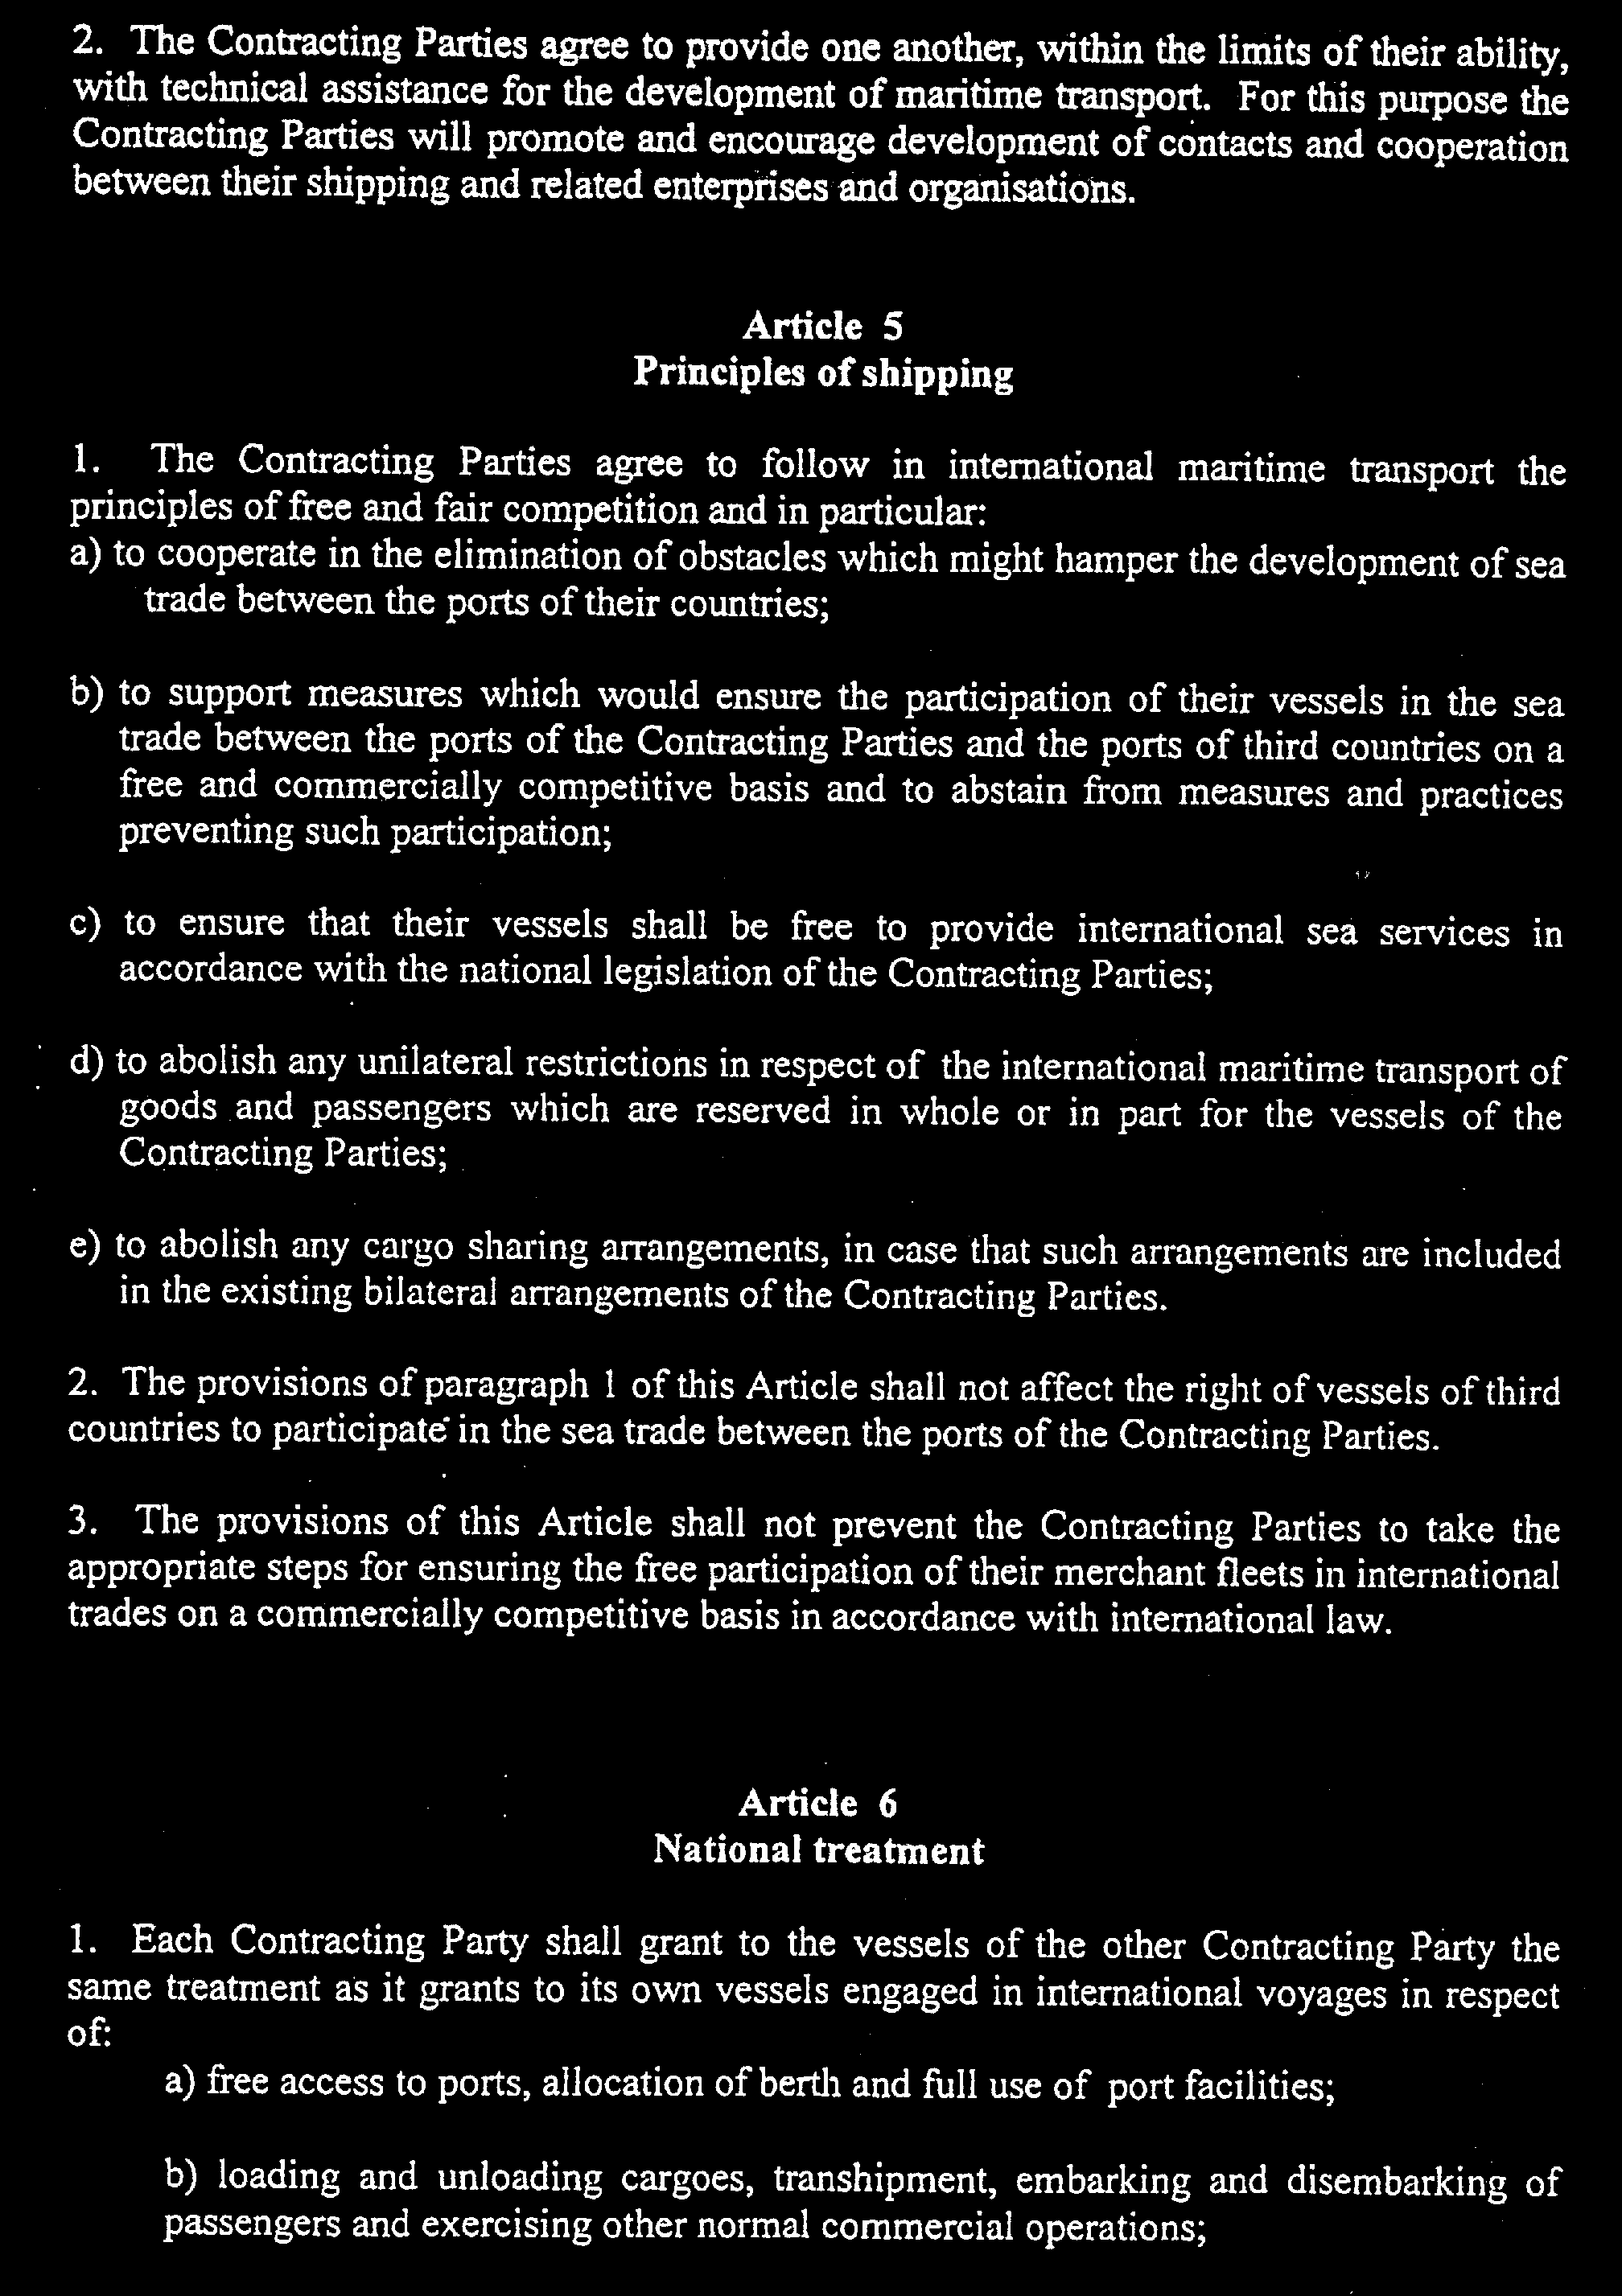 2. The Contracting Parties agree to provide one another, within the limits of their ability,
with technical assistance for the development of maritime transport. For this purpose the
Contracting Parties will promote and encourage development of contacts and cooperation
between their shipping and related enterprises and organisations.
Article 5
Principles of shipping
1. The Contracting Parties agree to follow in international maritime transport the
principles of free and fair competition and in particular:
a) to cooperate in the elimination of obstacles which might hamper the development of sea
trade between the ports of their countries;
b) to support measures which would ensure the participation of their vessels in the sea
trade between the ports of the Contracting Parties and the ports of third countries on a
free and commercially competitive basis and to abstain from measures and practices
preventing such participation;
c) to ensure that their vessels shall be free to provide international sea services in
accordance with the national legislation of the Contracting Parties;
d) to abolish any unilateral restrictions in respect of the international maritime transport of
goods and passengers which are reserved in whole or in part for the vessels of the
Contracting Parties;
e) to abolish any cargo sharing arrangements, in case that such arrangements are included
in the existing bilateral arrangements of the Contracting Parties.
2. The provisions of paragraph 1 of this Article shall not affect the right of vessels of third
countries to participate in the sea trade between the ports of the Contracting Parties.
3. The provisions of this Article shall not prevent the Contracting Parties to take the
appropriate steps for ensuring the free participation of their merchant fleets in international
trades on a commercially competitive basis in accordance with international law.
Article 6
National treatment
1. Each Contracting Party shall grant to the vessels of the other Contracting Party the
same treatment as it grants to its own vessels engaged in international voyages in respect
of:
a) free access to ports, allocation of berth and full use of port facilities;
b) loading and unloading cargoes, transhipment, embarking and disembarking of
passengers and exercising other normal commercial operations;